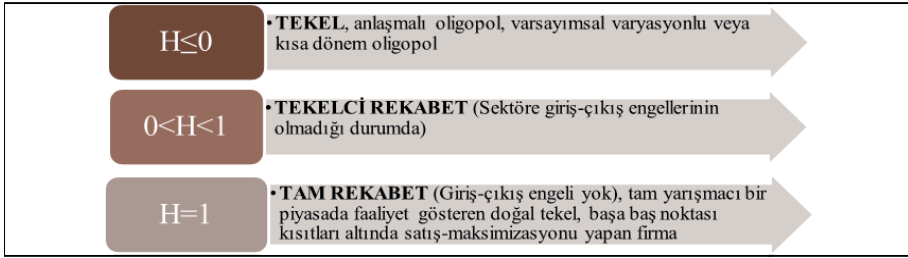 H≤0
•TEKEL, anlaşmalı oligopol, varsayımsal varyasyonlu veya
kısa dönem oligopol
0<H<1
•TEKELCİ REKABET (Sektöre giriş-çıkış engellerinin
olmadığı durumda)
H=1
•TAM REKABET (Giriş-çıkış engeli yok), tam yarışmacı bir
piyasada faaliyet gösteren doğal tekel, başa baş noktası
kısıtları altında satış-maksimizasyonu yapan firma